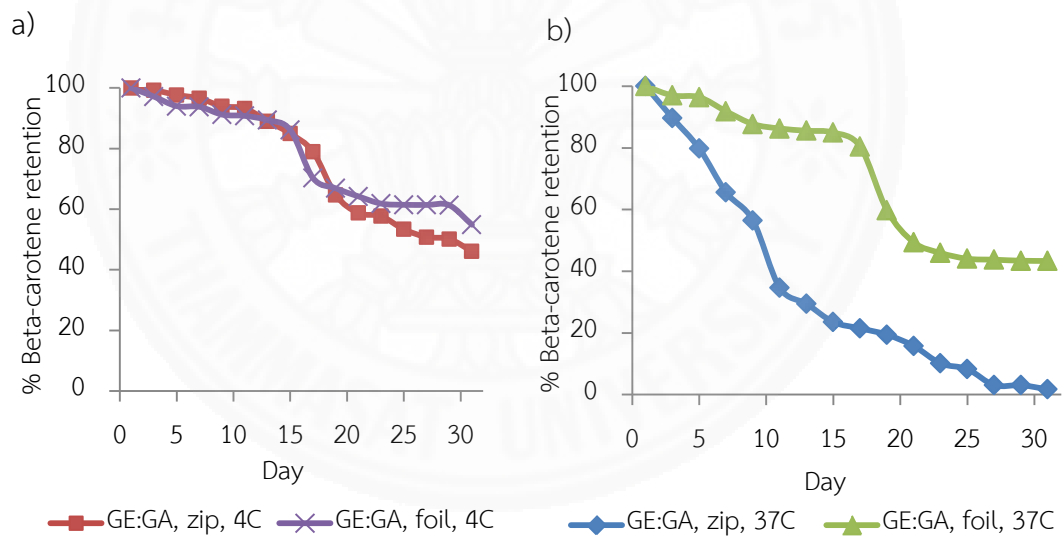 a)
% Beta-carotene retention
100
80
60
40
20
0
0 5 10 15 20 25 30
Day
GE:GA, zip, 4C GE:GA, foil, 4C
b)
% Beta-carotene retention
100
80
60
40
20
0
0 5 10 15 20 25 30
Day
GE:GA, zip, 37C GE:GA, foil, 37C